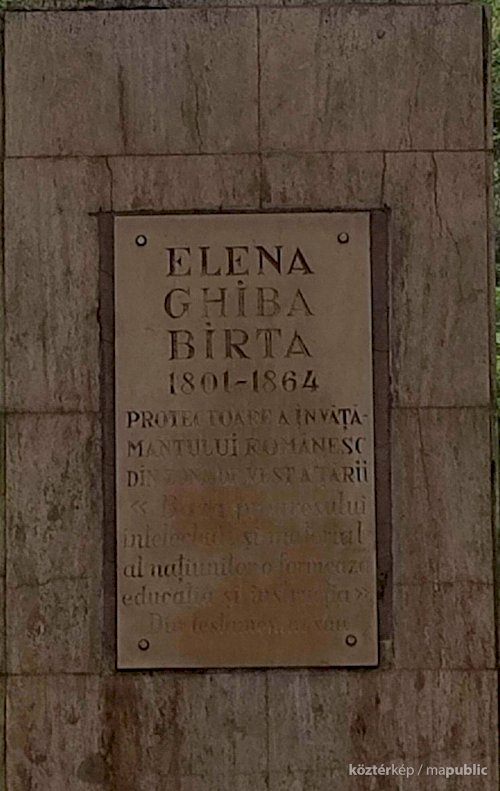 ELENA
GHIBA
BIRTA
1801-1864
PROTECTOARE A ÎNVĂȚĂ-
MÂNTULUI ROMÂNESC
DIN ZONA DE VEST A ȚĂRII
« Baza progresului
intelectual și material
al națiunilor o formează
educația și instrucția »
Din testament
köztérkép / mapublic